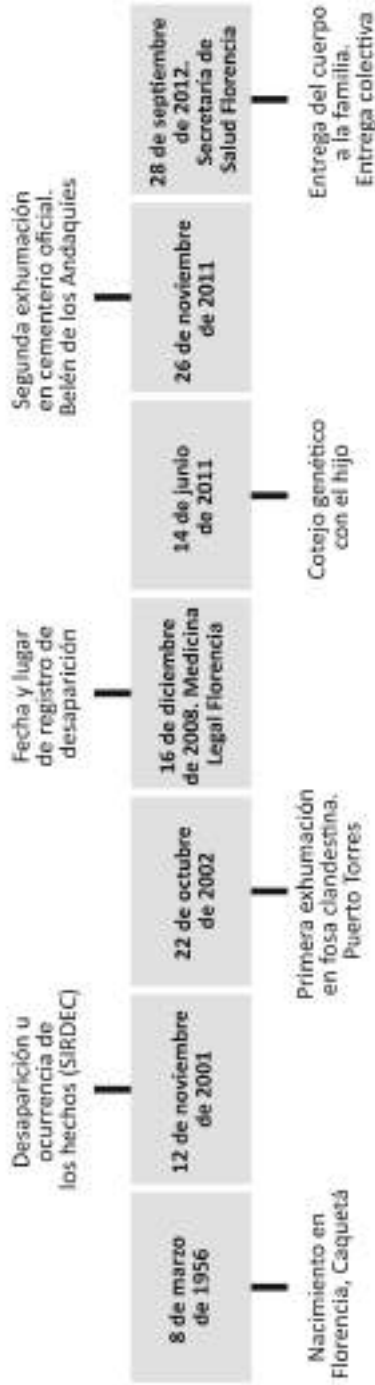 Desaparición u
ocurrencia de
los hechos (SIRDEC)
Fecha y lugar
de registro de
desaparición
Segunda exhumación
en cementerio oficial.
Belén de los Andaquíes
8 de marzo
de 1956
12 de noviembre
de 2001
22 de octubre
de 2002
16 de diciembre
de 2008. Medicina
Legal Florencia
14 de junio
de 2011
26 de noviembre
de 2011
28 de septiembre
de 2012.
Secretaría de
Salud Florencia
Nacimiento en
Florencia, Caquetá
Primera exhumación
en fosa clandestina.
Puerto Torres
Cotejo genético
con el hijo
Entrega del cuerpo
a la familia.
Entrega colectiva